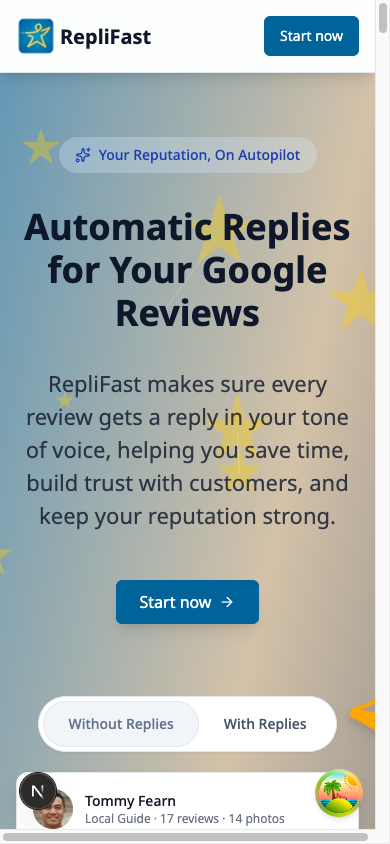 RepliFast
Start now
Your Reputation, On Autopilot
Automatic Replies
for Your Google
Reviews
RepliFast makes sure every
review gets a reply in your tone
of voice, helping you save time,
build trust with customers, and
keep your reputation strong.
Start now
Without Replies
With Replies
N
Tommy Fearn
Local Guide · 17 reviews · 14 photos